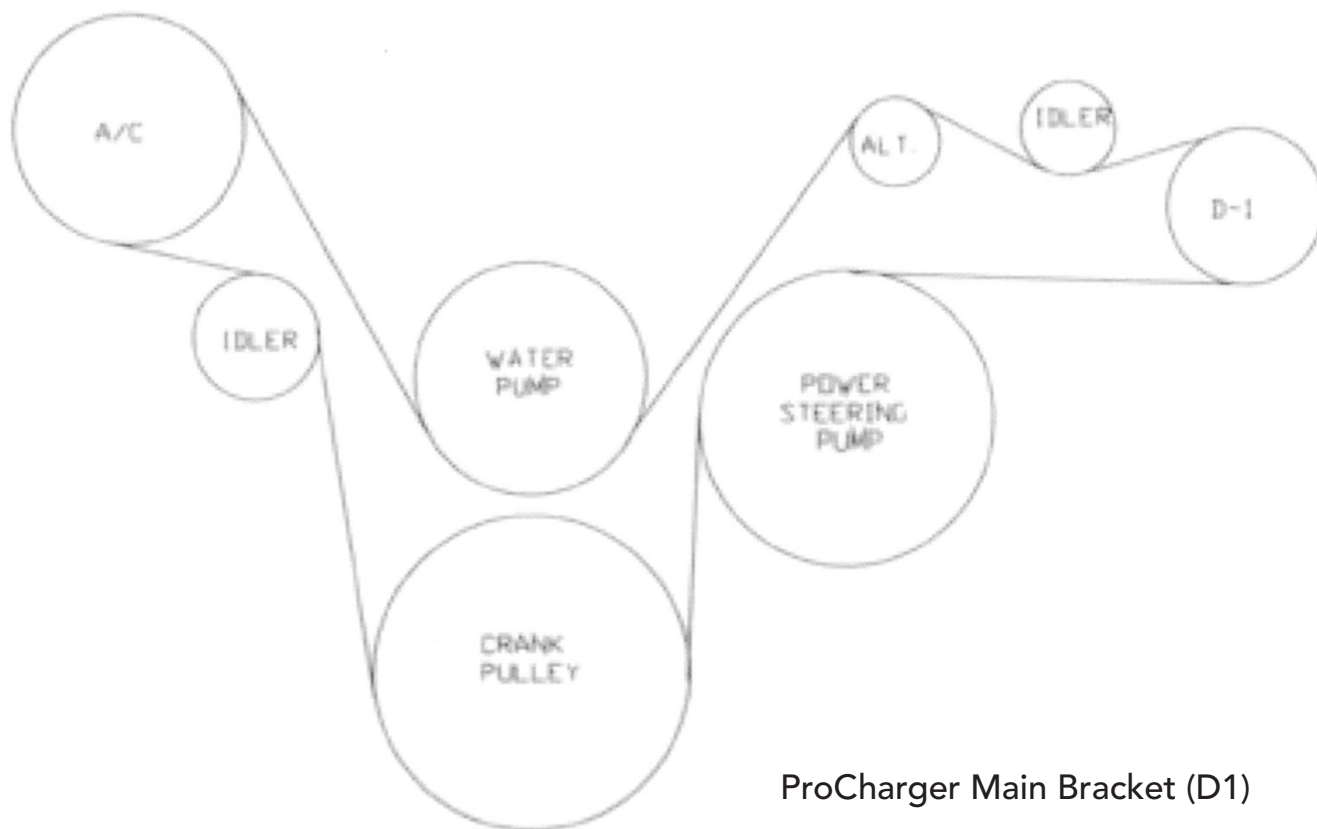 A/C
IDLER
WATER
PUMP
CRANK
PULLEY
POWER
STEERING
PUMP
ALT.
IDLER
D-1
ProCharger Main Bracket (D1)